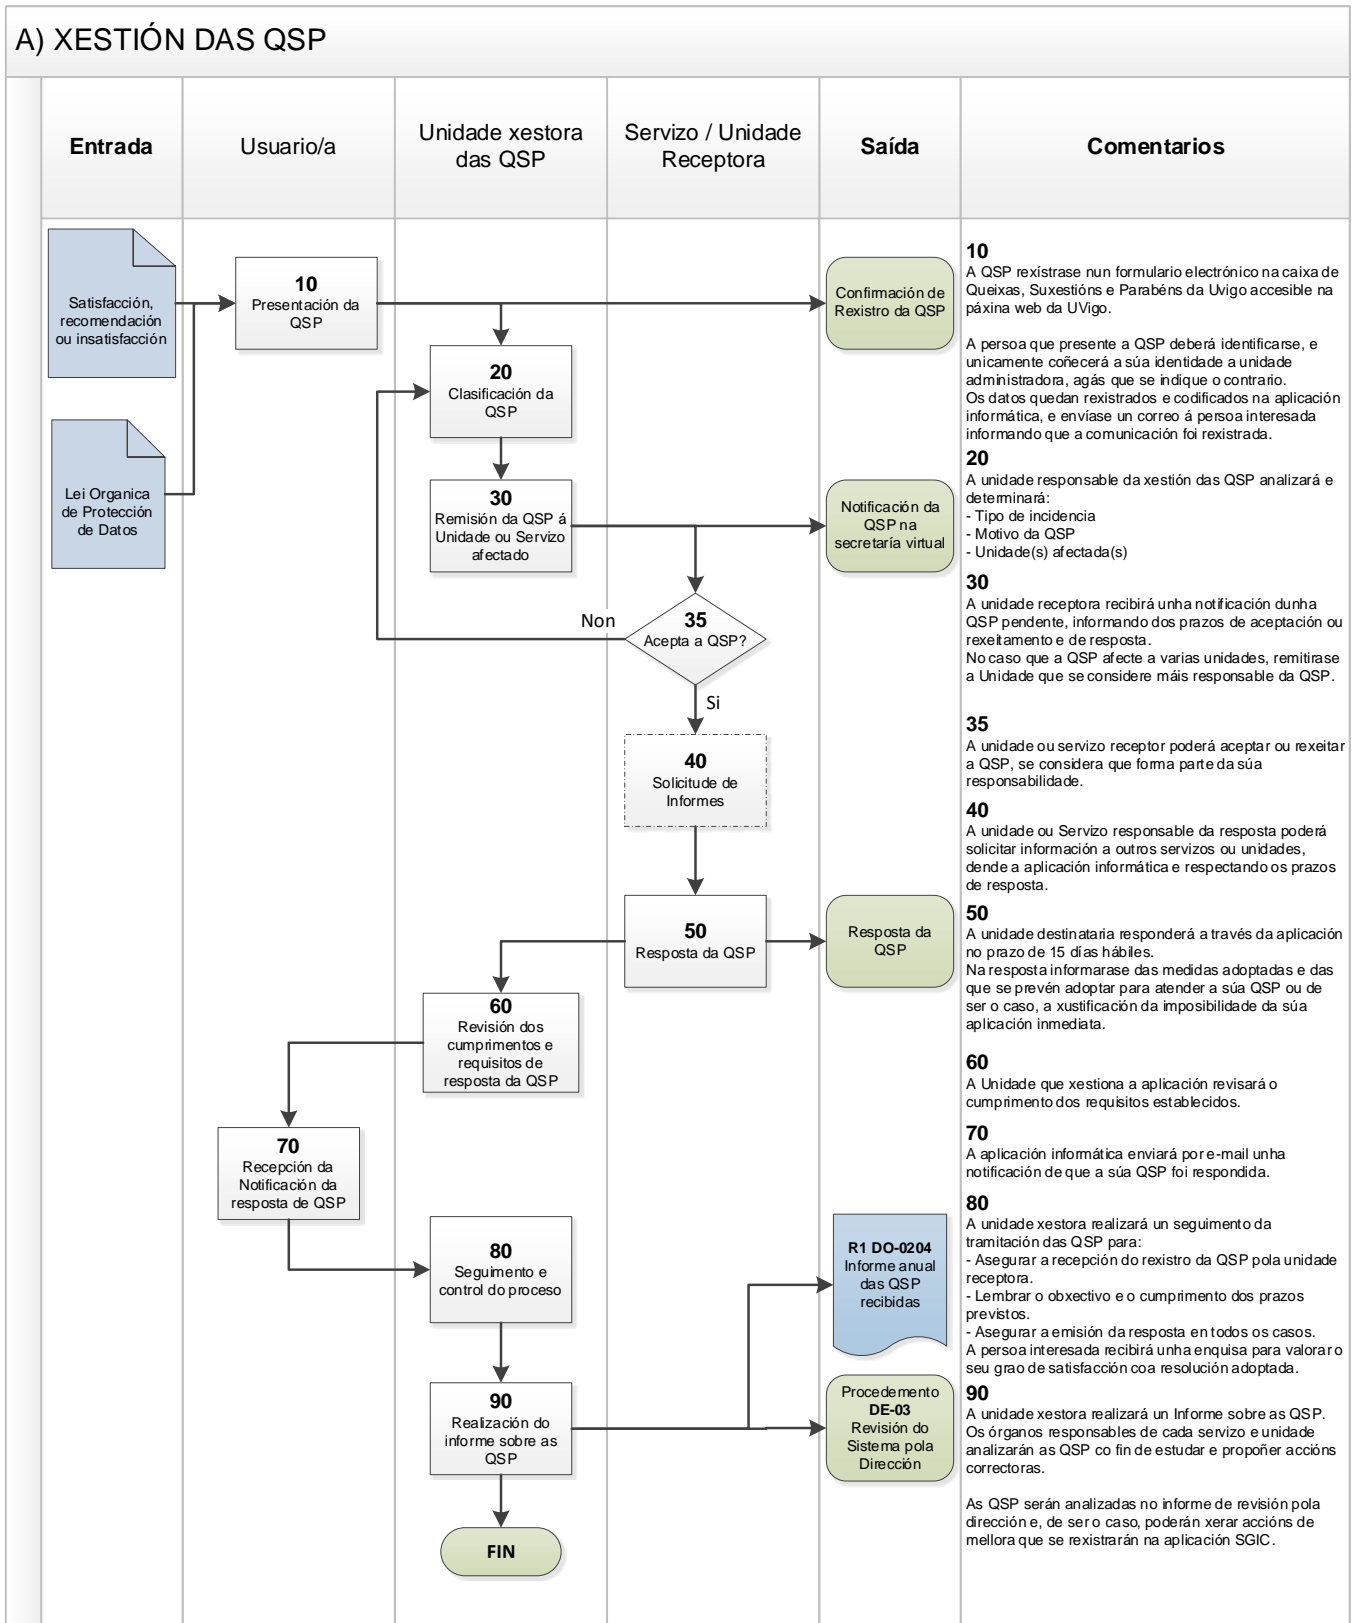 A) XESTIÓN DAS QSP
Entrada
Usuario/a
Unidade xestora
das QSP
Servizo / Unidade
Receptora
Saída
Comentarios
Satisfacción,
recomendación
ou insatisfacción
Lei Organica
de Protección
de Datos
10
Presentación da
QSP
Confirmación de
Rexistro da QSP
20
Clasificación da
QSP
30
Remisión da QSP á
Unidade ou Servizo
afectado
Notificación da
QSP na
secretaría virtual
Non
35
Acepta a QSP?
Si
40
Solicitude de
Informes
50
Resposta da QSP
Resposta da
QSP
60
Revisión dos
cumprimentos e
requisitos de
resposta da QSP
70
Recepción da
Notificación da
resposta de QSP
80
Seguimento e
control do proceso
R1 DO-0204
Informe anual
das QSP
recibidas
90
Realización do
informe sobre as
QSP
Procedemento
DE-03
Revisión do
Sistema pola
Dirección
FIN
10
A QSP rexístrase nun formulario electrónico na caixa de
Queixas, Suxestións e Parabéns da Uvigo accesible na
páxina web da UVigo.
A persoa que presente a QSP deberá identificarse, e
unicamente coñecerá a súa identidade a unidade
administradora, agás que se indique o contrario.
Os datos quedan rexistrados e codificados na aplicación
informática, e envíase un correo á persoa interesada
informando que a comunicación foi rexistrada.
20
A unidade responsable da xestión das QSP analizará e
determinará:
- Tipo de incidencia
- Motivo da QSP
- Unidade(s) afectada(s)
30
A unidade receptora recibirá unha notificación dunha
QSP pendente, informando dos prazos de aceptación ou
rexeitamento e de resposta.
No caso que a QSP afecte a varias unidades, remitirase
a Unidade que se considere máis responsable da QSP.
35
A unidade ou servizo receptor poderá aceptar ou rexeitar
a QSP, se considera que forma parte da súa
responsabilidade.
40
A unidade ou Servizo responsable da resposta poderá
solicitar información a outros servizos ou unidades,
dende a aplicación informática e respectando os prazos
de resposta.
50
A unidade destinataria responderá a través da aplicación
no prazo de 15 días hábiles.
Na resposta informarase das medidas adoptadas e das
que se prevén adoptar para atender a súa QSP ou de
ser o caso, a xustificación da imposibilidade da súa
aplicación inmediata.
60
A Unidade que xestiona a aplicación revisará o
cumprimento dos requisitos establecidos.
70
A aplicación informática enviará por e-mail unha
notificación de que a súa QSP foi respondida.
80
A unidade xestora realizará un seguimento da
tramitación das QSP para:
- Asegurar a recepción do rexistro da QSP pola unidade
receptora.
- Lembrar o obxectivo e o cumprimento dos prazos
previstos.
- Asegurar a emisión da resposta en todos os casos.
A persoa interesada recibirá unha enquisa para valorar o
seu grao de satisfacción coa resolución adoptada.
90
A unidade xestora realizará un Informe sobre as QSP.
Os órganos responsables de cada servizo e unidade
analizarán as QSP co fin de estudar e propoñer accións
correctoras.
As QSP serán analizadas no informe de revisión pola
dirección e, de ser o caso, poderán xerar accións de
mellora que se rexistrarán na aplicación SGIC.